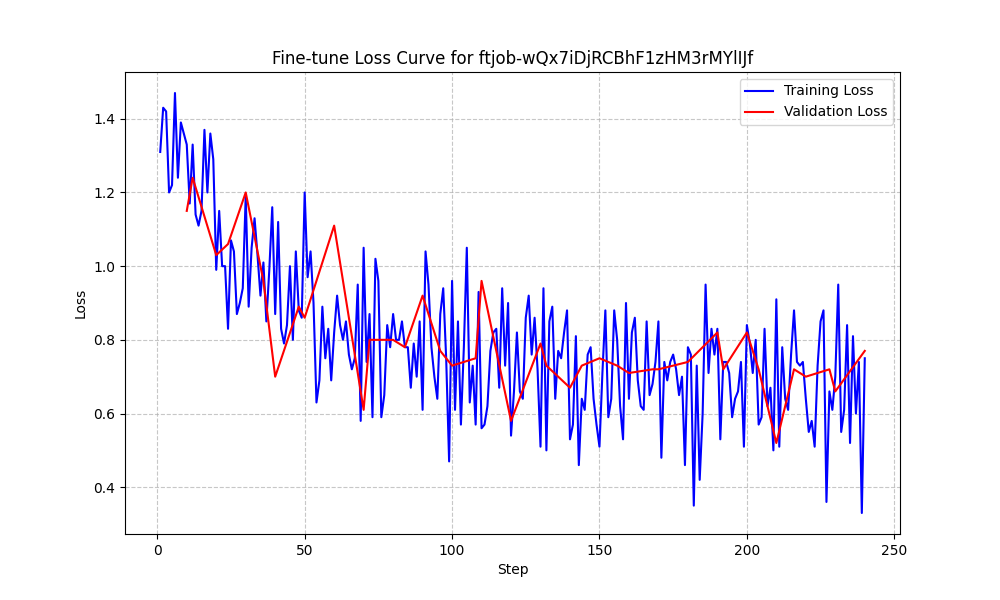 Fine-tune Loss Curve for ftjob-wQx7iDjRCBhF1zHM3rMYlIJf
Training Loss
Validation Loss
Loss
1.4
1.2
1.0
0.8
0.6
0.4
0
50
100
150
200
250
Step